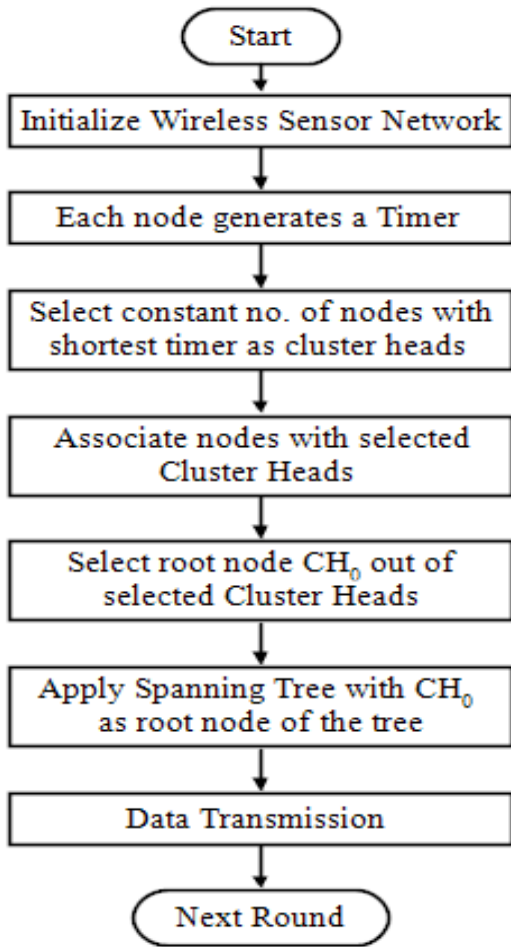 Start
Initialize Wireless Sensor Network
Each node generates a Timer
Select constant no. of nodes with
shortest timer as cluster heads
Associate nodes with selected
Cluster Heads
Select root node CH₀ out of
selected Cluster Heads
Apply Spanning Tree with CH₀
as root node of the tree
Data Transmission
Next Round